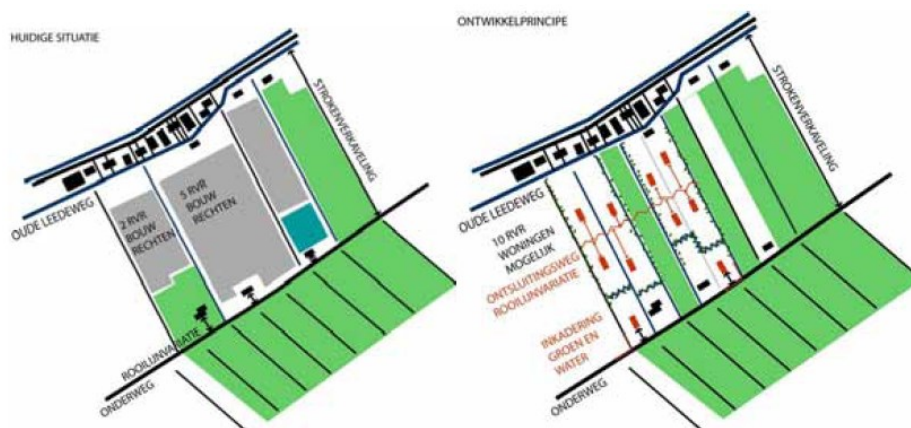 HUIDIGE SITUATIE
STROKENVERKAVELING
OUDE LEEDEWEG
2 RVR
BOUW
RECHTEN
5 RVR
BOUW
RECHTEN
ROOILIJNVARIATIE
ONDERWEG
ONTWIKKELPRINCIPE
STROKENVERKAVELING
OUDE LEEDEWEG
10 RVR
WONINGEN
MOGELIJK
ONTSLUITINGSWEG
ROOILIJNVARIATIE
INKADERING
GROEN EN
WATER
ONDERWEG